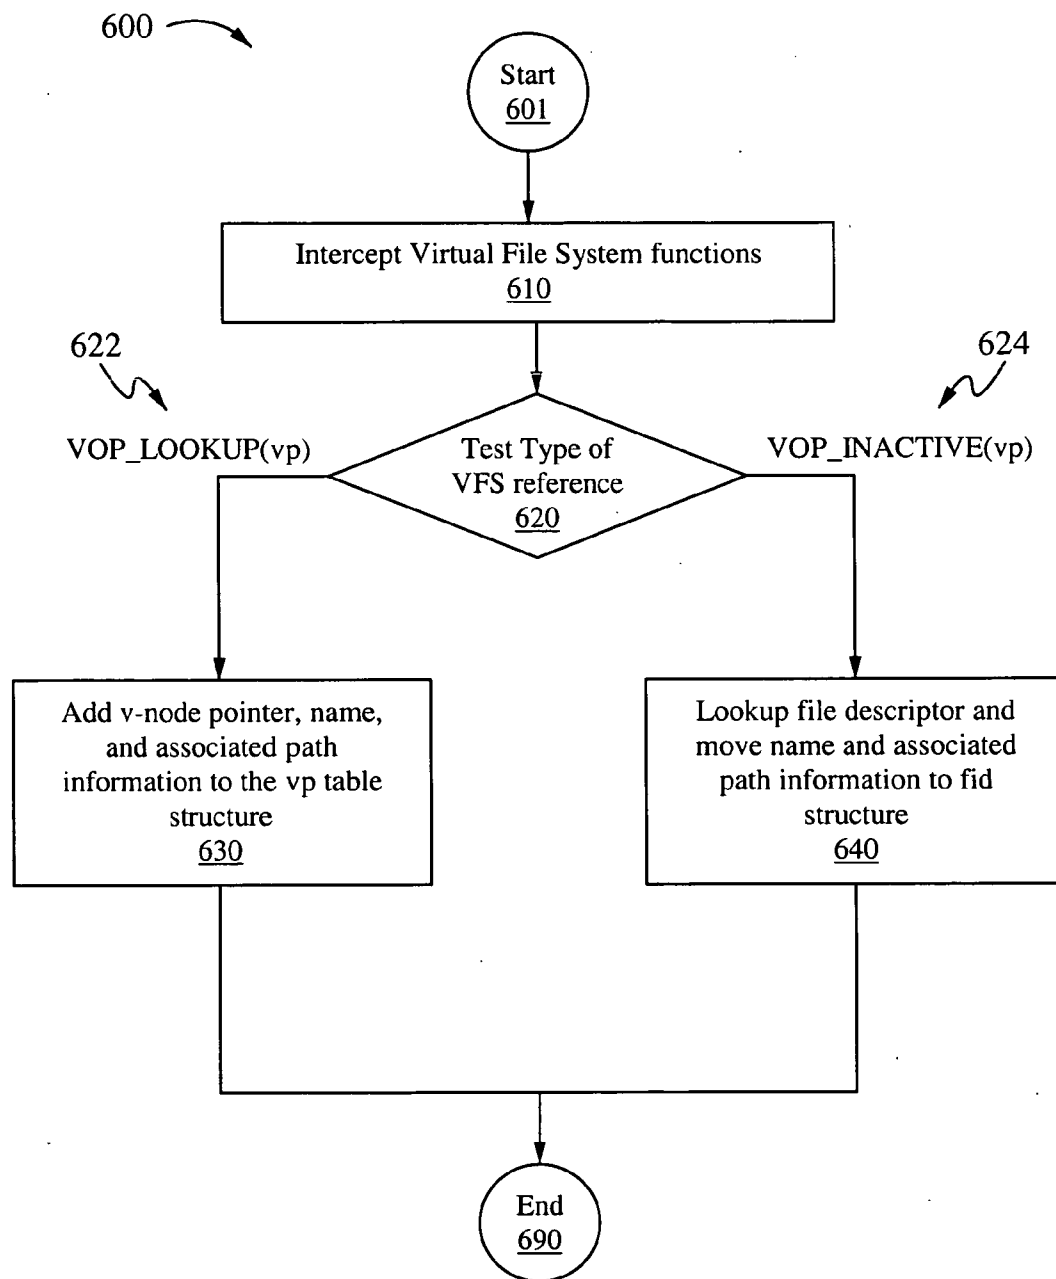 600
Start
601
Intercept Virtual File System functions
610
622
624
VOP_LOOKUP(vp)
VOP_INACTIVE(vp)
Test Type of
VFS reference
620
Add v-node pointer, name,
and associated path
information to the vp table
structure
630
Lookup file descriptor and
move name and associated
path information to fid
structure
640
End
690